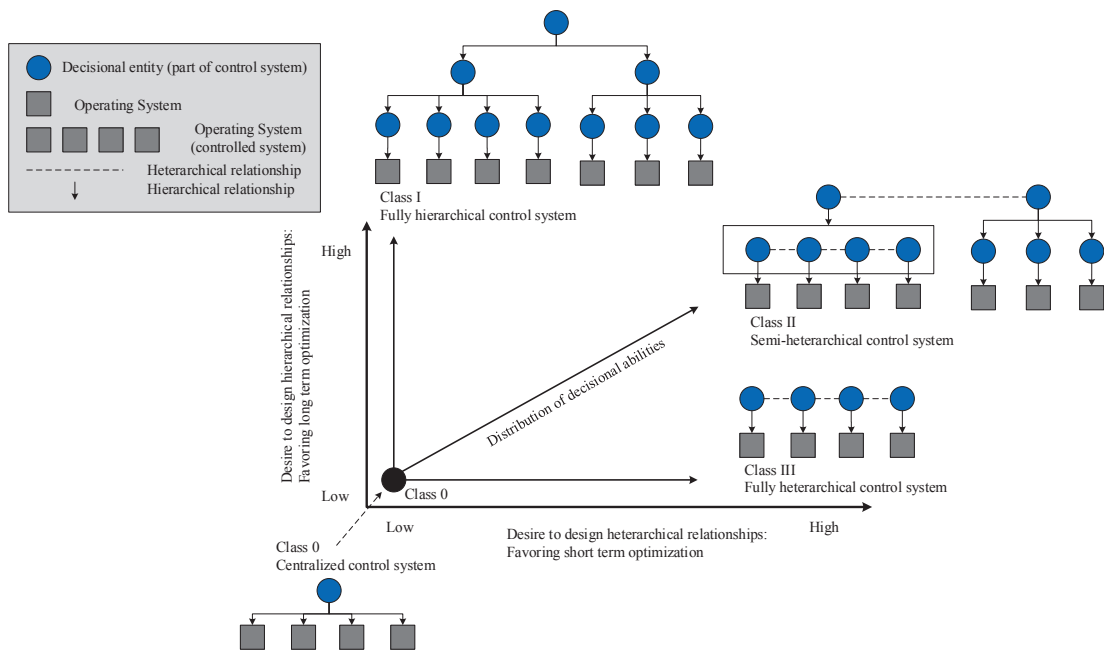 Decisional entity (part of control system)
Operating System
Operating System
(controlled system)
Heterarchical relationship
Hierarchical relationship
Class I
Fully hierarchical control system
High
Desire to design hierarchical relationships:
Favoring long term optimization
Low
Distribution of decisional abilities
Class II
Semi-heterarchical control system
Class III
Fully heterarchical control system
Class 0
Low
High
Desire to design heterarchical relationships:
Favoring short term optimization
Class 0
Centralized control system